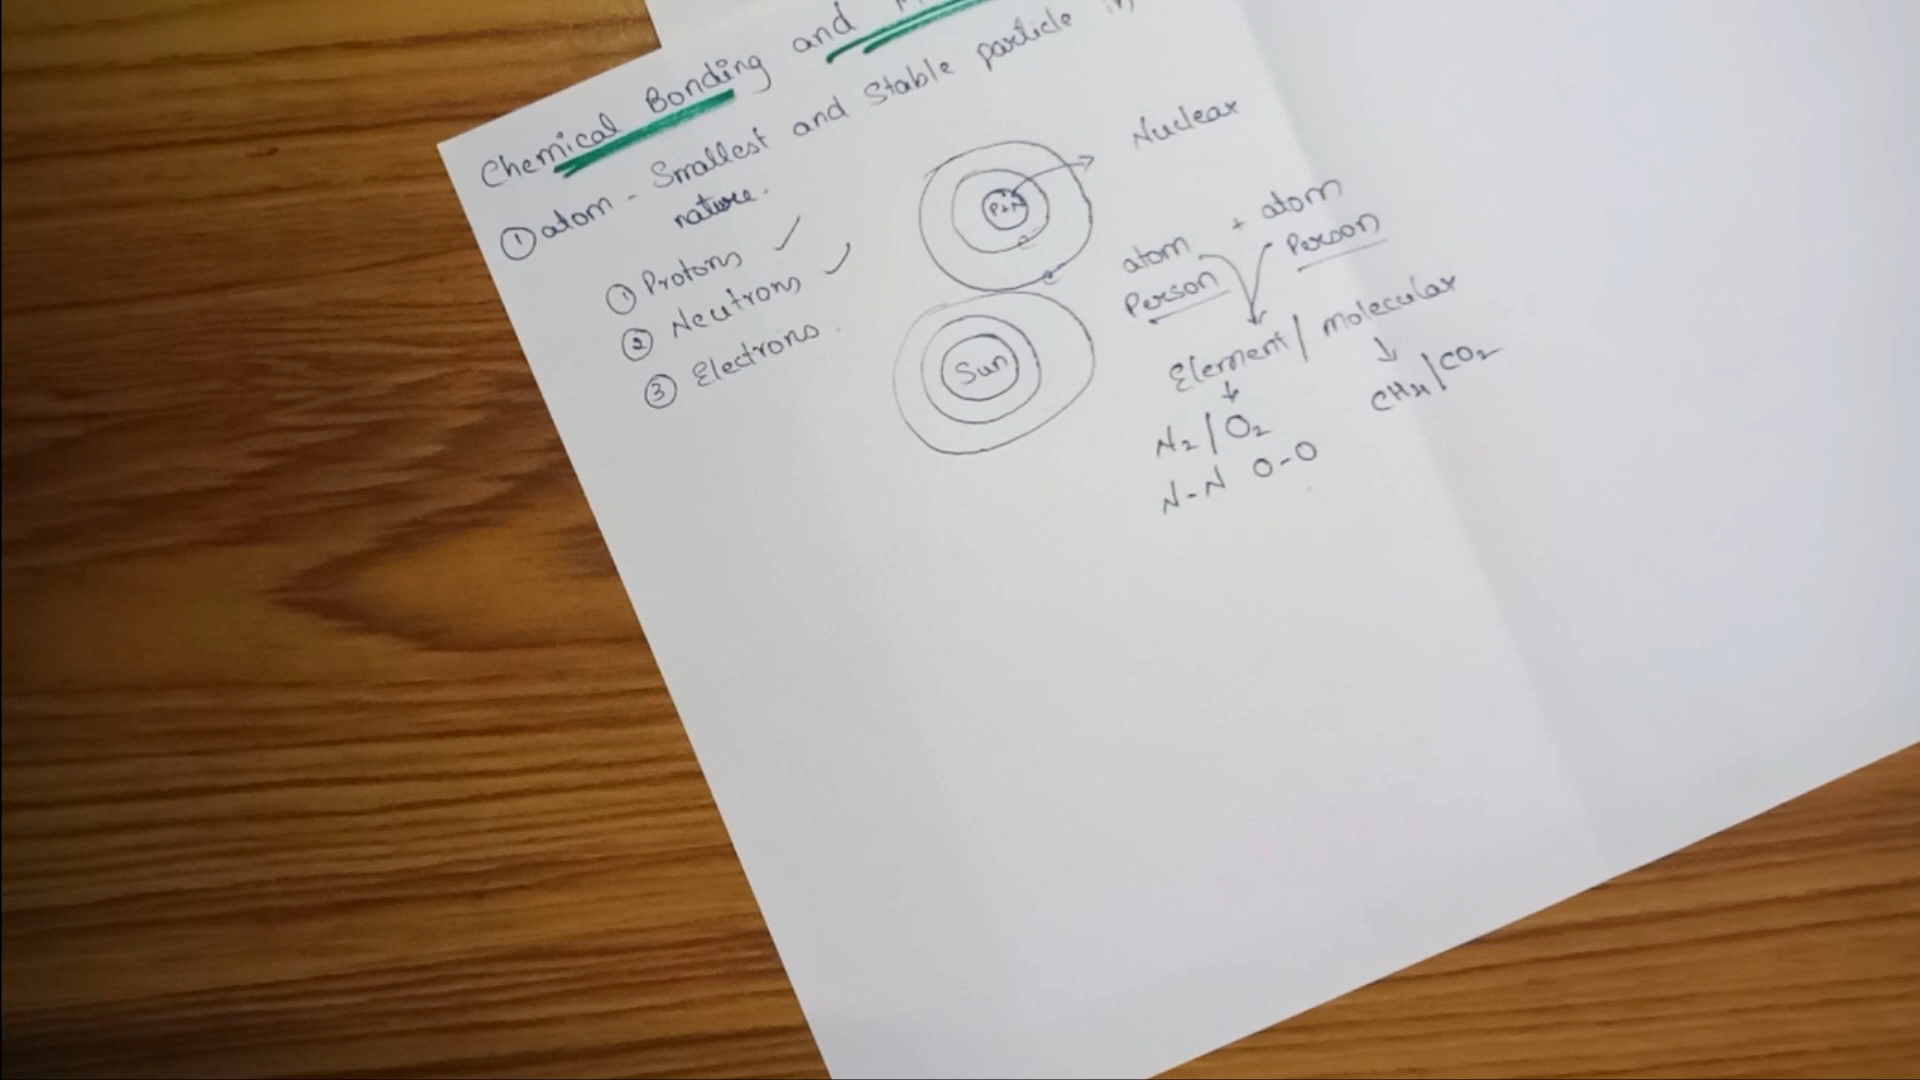 Chemical Bonding and
① atom - Smallest and Stable particle in
nature.
① Protons ✓
② Neutrons ✓
③ Electrons.
P+N
e-
e-
Nuclear
Sun
atom + atom
Person Person
Element / molecular
↓ ↓
N2 / O2 CH4 / CO2
N-N O-O